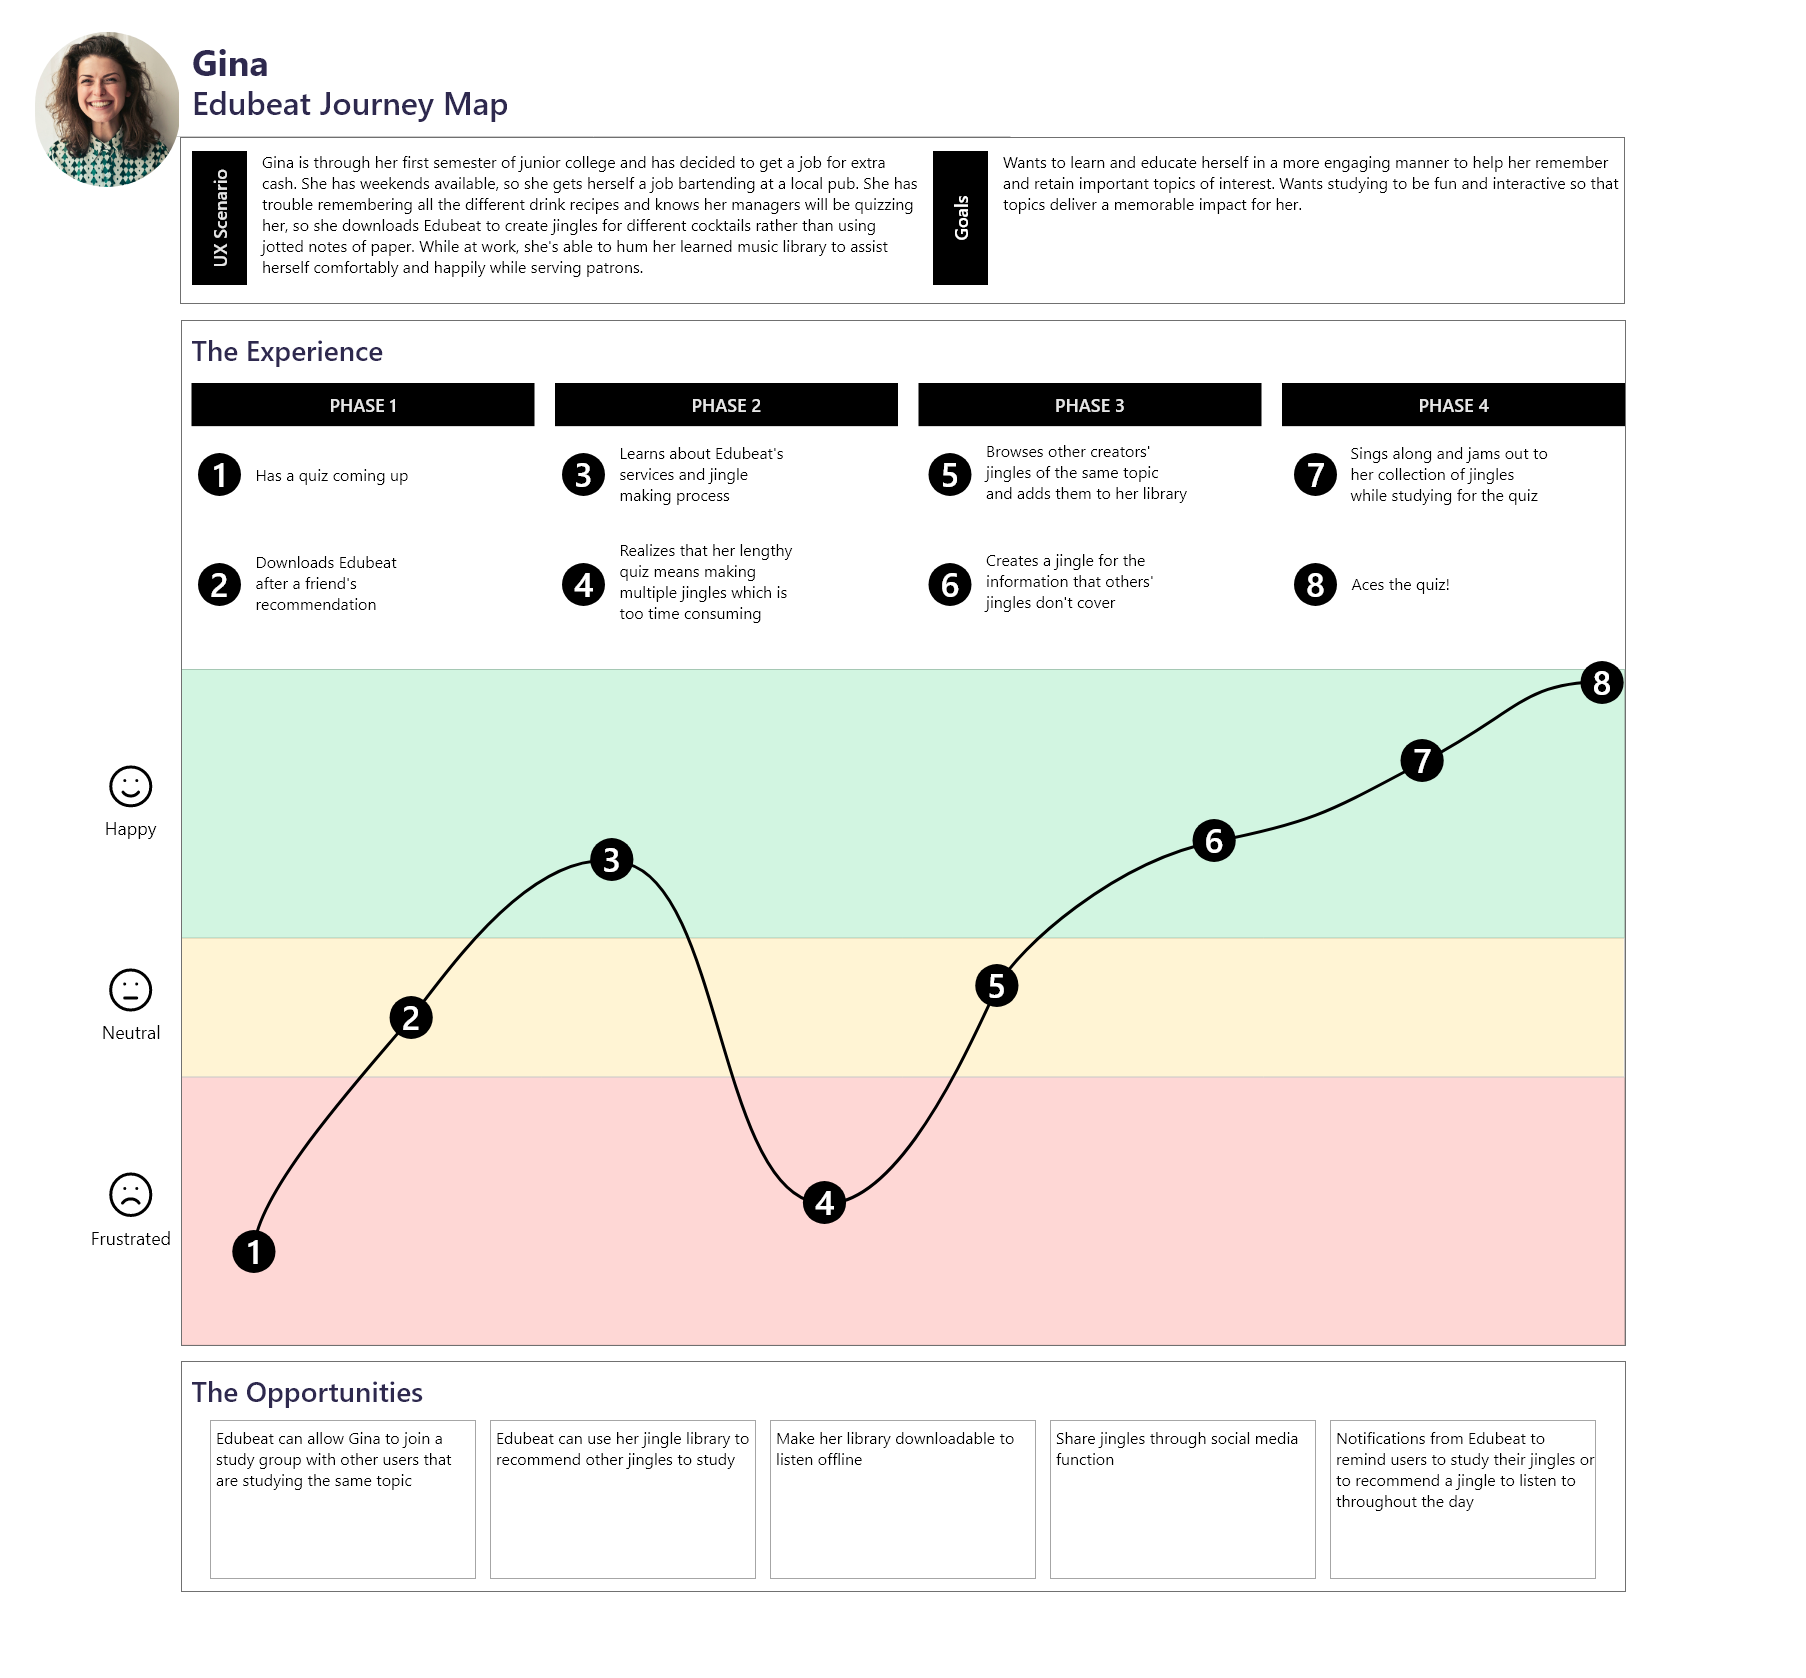 Gina
Edubeat Journey Map
UX Scenario
Gina is through her first semester of junior college and has decided to get a job for extra
cash. She has weekends available, so she gets herself a job bartending at a local pub. She has
trouble remembering all the different drink recipes and knows her managers will be quizzing
her, so she downloads Edubeat to create jingles for different cocktails rather than using
jotted notes of paper. While at work, she's able to hum her learned music library to assist
herself comfortably and happily while serving patrons.
Goals
Wants to learn and educate herself in a more engaging manner to help her remember
and retain important topics of interest. Wants studying to be fun and interactive so that
topics deliver a memorable impact for her.
The Experience
PHASE 1
1
Has a quiz coming up
2
Downloads Edubeat
after a friend's
recommendation
PHASE 2
3
Learns about Edubeat's
services and jingle
making process
4
Realizes that her lengthy
quiz means making
multiple jingles which is
too time consuming
PHASE 3
5
Browses other creators'
jingles of the same topic
and adds them to her library
6
Creates a jingle for the
information that others'
jingles don't cover
PHASE 4
7
Sings along and jams out to
her collection of jingles
while studying for the quiz
8
Aces the quiz!
Happy
Neutral
Frustrated
1
2
3
4
5
6
7
8
The Opportunities
Edubeat can allow Gina to join a
study group with other users that
are studying the same topic
Edubeat can use her jingle library to
recommend other jingles to study
Make her library downloadable to
listen offline
Share jingles through social media
function
Notifications from Edubeat to
remind users to study their jingles or
to recommend a jingle to listen to
throughout the day